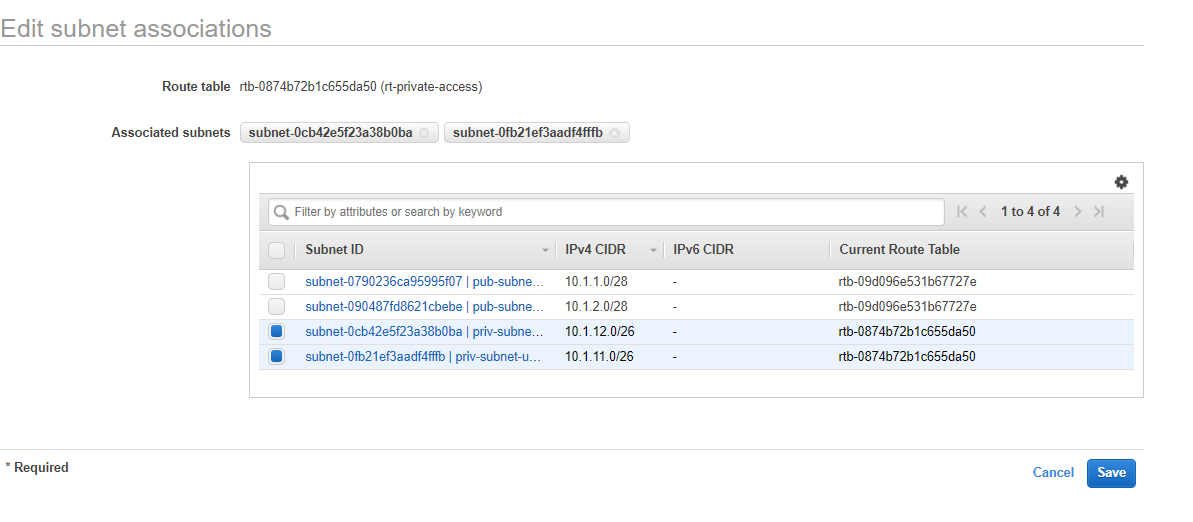 Edit subnet associations
Route table rtb-0874b72b1c655da50 (rt-private-access)
Associated subnets subnet-0cb42e5f23a38b0ba subnet-0fb21ef3aadf4fffb
Filter by attributes or search by keyword 1 to 4 of 4
Subnet ID IPv4 CIDR IPv6 CIDR Current Route Table
subnet-0790236ca95995f07 | pub-subne... 10.1.1.0/28 - rtb-09d096e531b67727e
subnet-090487fd8621cbebe | pub-subne... 10.1.2.0/28 - rtb-09d096e531b67727e
subnet-0cb42e5f23a38b0ba | priv-subne... 10.1.12.0/26 - rtb-0874b72b1c655da50
subnet-0fb21ef3aadf4fffb | priv-subnet-u... 10.1.11.0/26 - rtb-0874b72b1c655da50
* Required Cancel Save